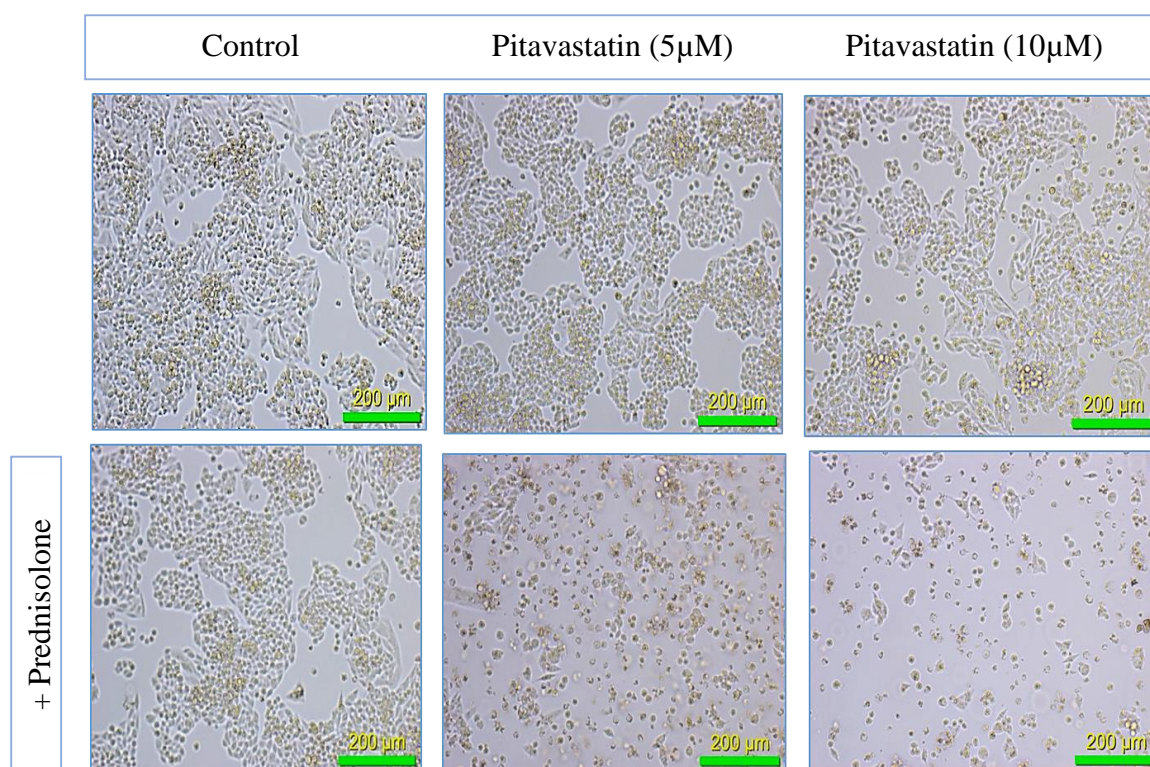 Control
Pitavastatin (5µM)
Pitavastatin (10µM)
200 µm
200 µm
200 µm
+ Prednisolone
200 µm
200 µm
200 µm